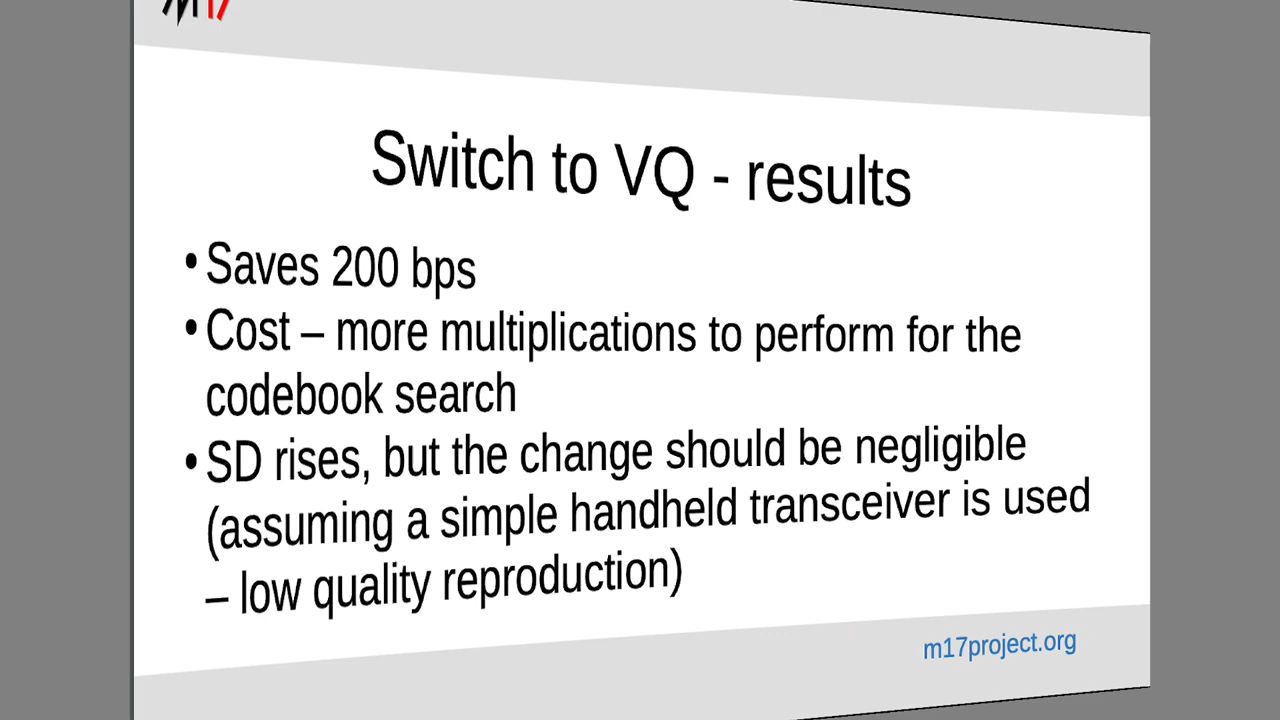 M17
Switch to VQ - results
• Saves 200 bps
• Cost – more multiplications to perform for the
codebook search
• SD rises, but the change should be negligible
(assuming a simple handheld transceiver is used
– low quality reproduction)
m17project.org